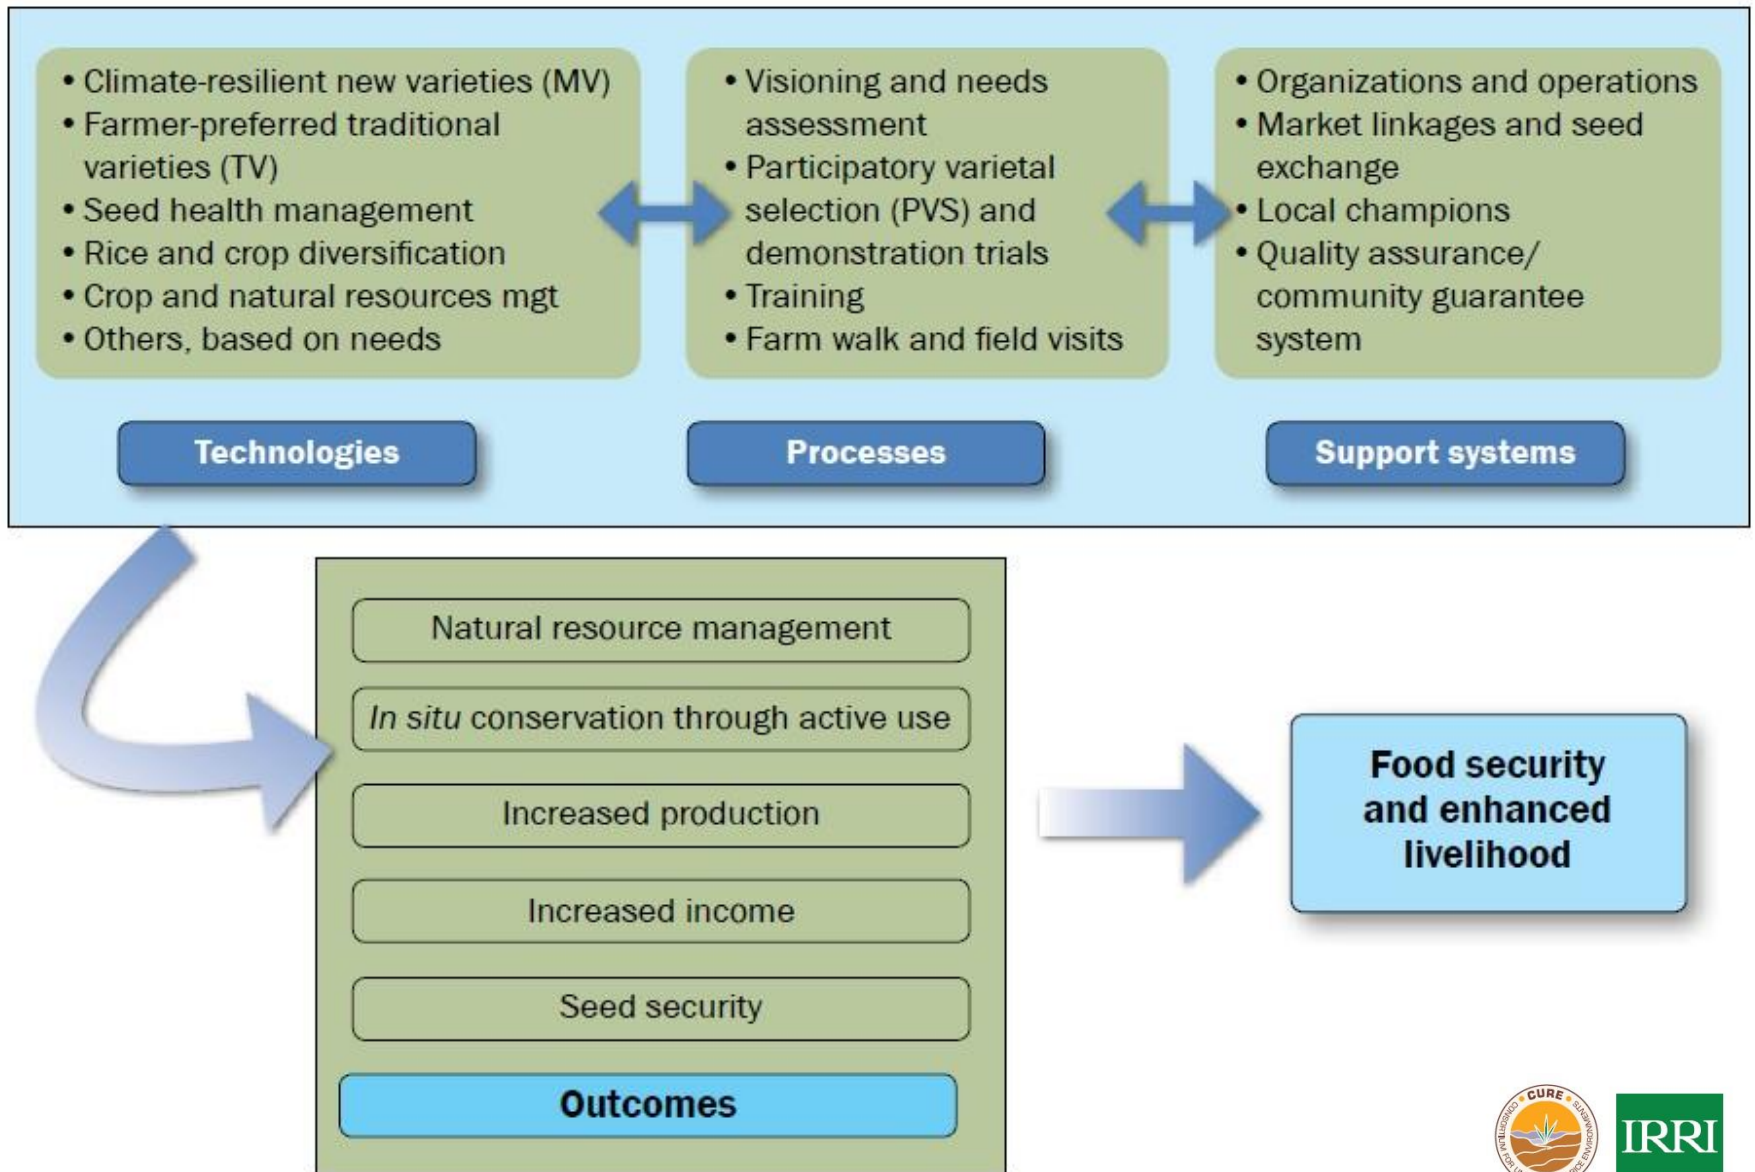 • Climate-resilient new varieties (MV)
• Farmer-preferred traditional
varieties (TV)
• Seed health management
• Rice and crop diversification
• Crop and natural resources mgt
• Others, based on needs
• Visioning and needs
assessment
• Participatory varietal
selection (PVS) and
demonstration trials
• Training
• Farm walk and field visits
• Organizations and operations
• Market linkages and seed
exchange
• Local champions
• Quality assurance/
community guarantee
system
Technologies
Processes
Support systems
Natural resource management
In situ conservation through active use
Increased production
Increased income
Seed security
Outcomes
Food security
and enhanced
livelihood
CURE
IRRI